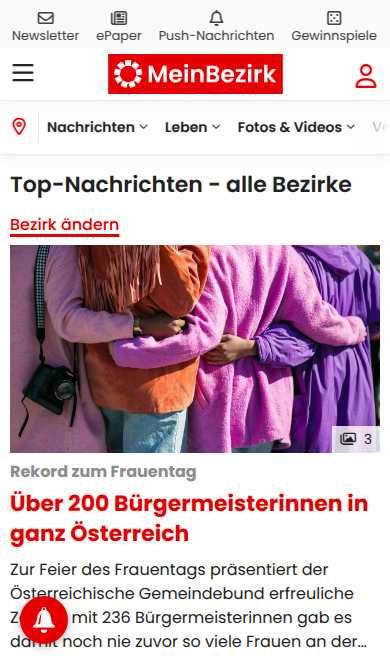 Newsletter ePaper Push-Nachrichten Gewinnspiele
MeinBezirk
Nachrichten Leben Fotos & Videos
Top-Nachrichten - alle Bezirke
Bezirk ändern
3
Rekord zum Frauentag
Über 200 Bürgermeisterinnen in
ganz Österreich
Zur Feier des Frauentags präsentiert der
Österreichische Gemeindebund erfreuliche
mit 236 Bürgermeisterinnen gab es
damit noch nie zuvor so viele Frauen an der...